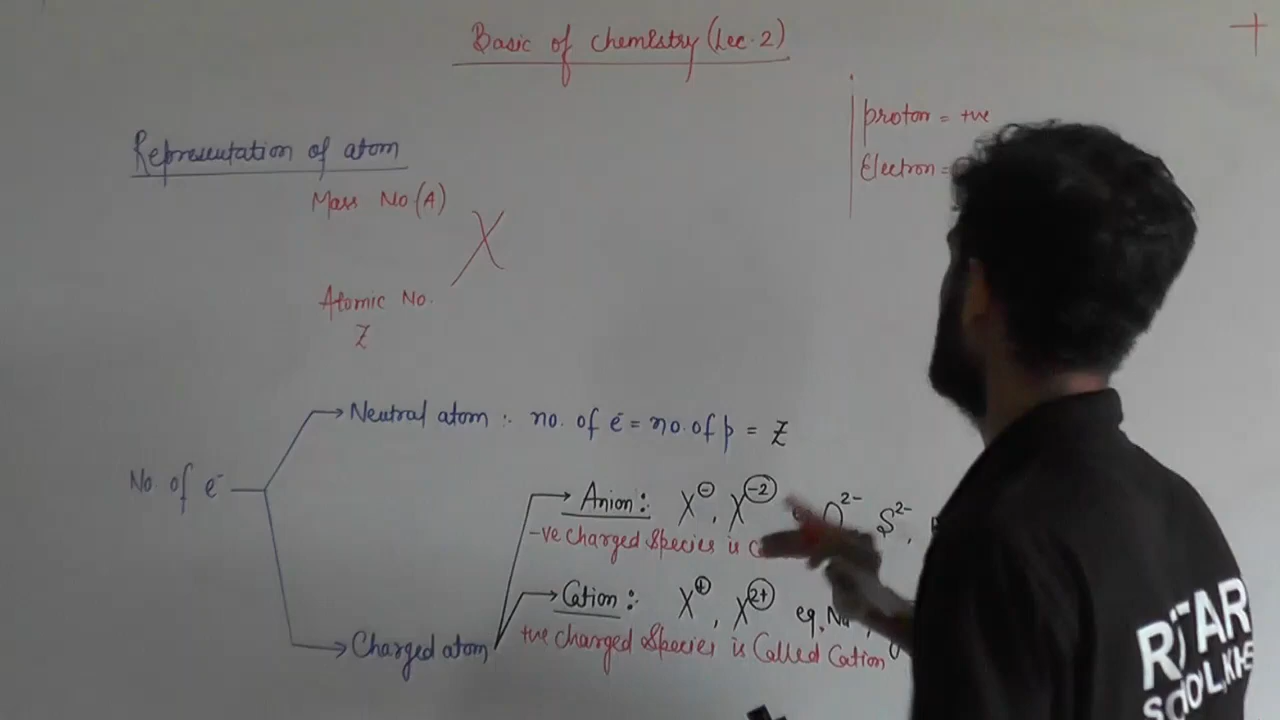 Basic of chemistry (Lec. 2)
+
Proton = +ve
Electron =
Representation of atom
Mass No (A)
X
Atomic No.
Z
Neutral atom :- no. of e⁻ = no. of p = Z
No. of e⁻
Anion :- X⊖, X⁻² O²⁻ S²⁻,
-ve charged species is
Cation :- X⊕, X²⁺ eg, Na
Charged atom
+ve charged species is called Cation